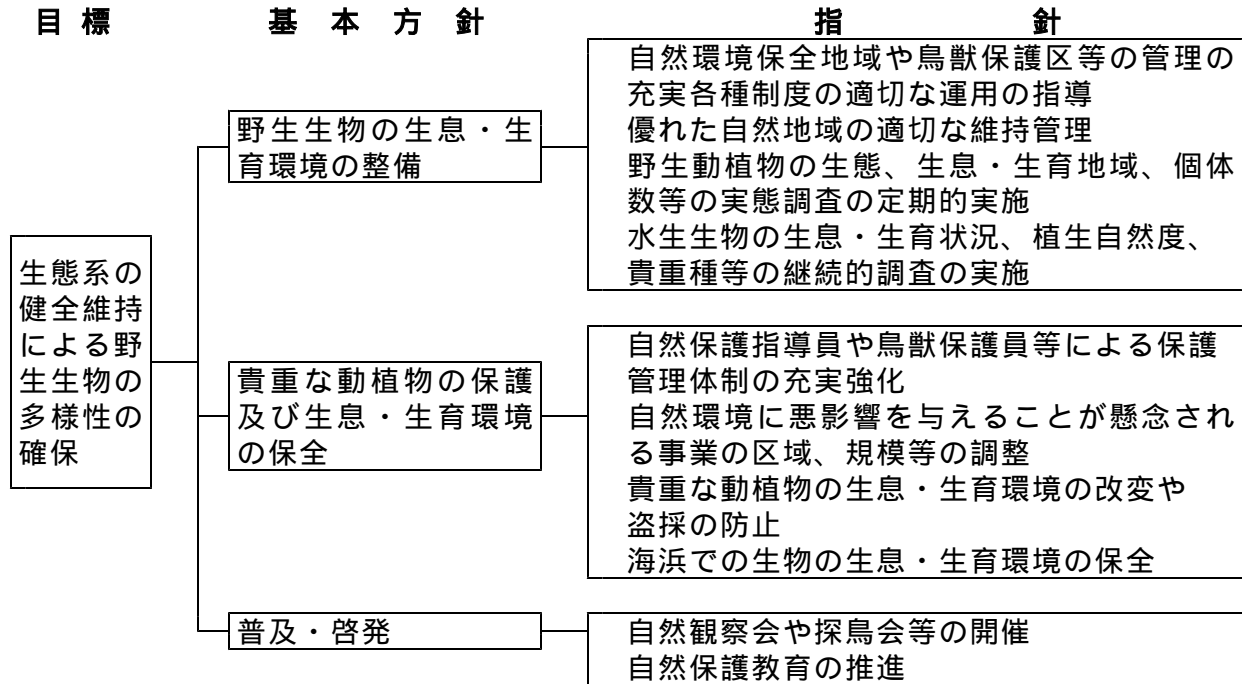 目標 基本方針 指針
生態系の
健全維持
による野
生生物の
多様性の
確保
野生生物の生息・生
育環境の整備
自然環境保全地域や鳥獣保護区等の管理の
充実各種制度の適切な運用の指導
優れた自然地域の適切な維持管理
野生動植物の生態、生息・生育地域、個体
数等の実態調査の定期的実施
水生生物の生息・生育状況、植生自然度、
貴重種等の継続的調査の実施
貴重な動植物の保護
及び生息・生育環境
の保全
自然保護指導員や鳥獣保護員等による保護
管理体制の充実強化
自然環境に悪影響を与えることが懸念され
る事業の区域、規模等の調整
貴重な動植物の生息・生育環境の改変や
盗採の防止
海浜での生物の生息・生育環境の保全
普及・啓発
自然観察会や探鳥会等の開催
自然保護教育の推進